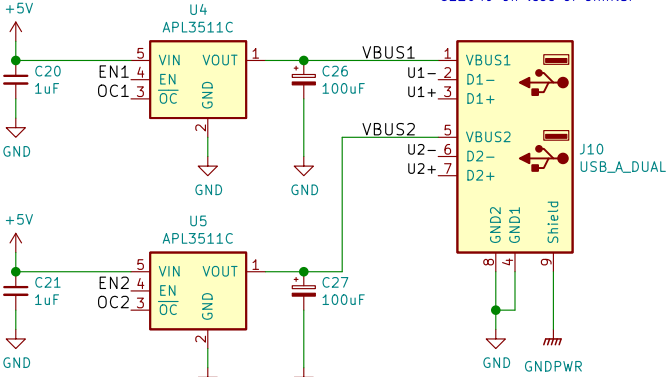 +5V
U4
APL3511C
5 VIN VOUT 1
EN1 4 EN
OC1 3 OC
GND
2
C20
1uF
GND
GND
C26
100uF
GND
VBUS1 1 VBUS1
U1- 2 D1-
U1+ 3 D1+
VBUS2 5 VBUS2
U2- 6 D2-
U2+ 7 D2+
J10
USB_A_DUAL
GND2 GND1 Shield
8 4 9
GND GNDPWR
+5V
U5
APL3511C
5 VIN VOUT 1
EN2 4 EN
OC2 3 OC
GND
2
C21
1uF
GND
C27
100uF